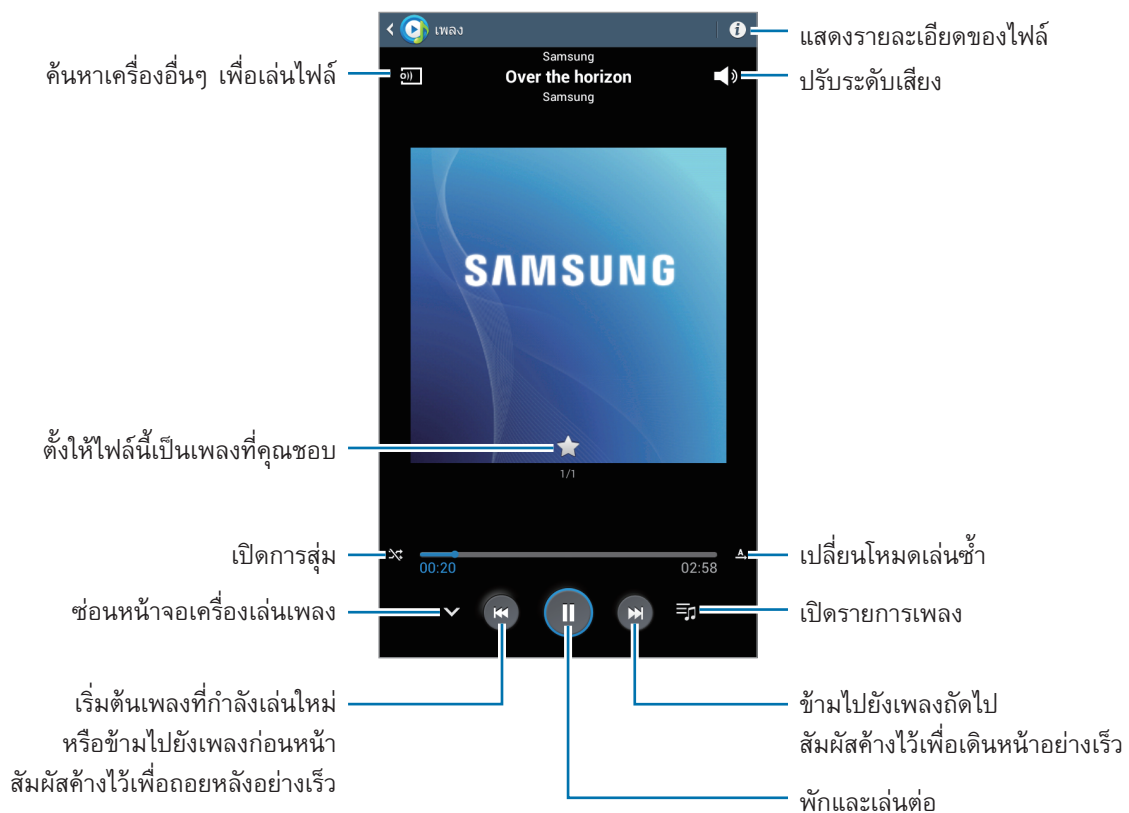 เพลง
แสดงรายละเอียดของไฟล์
Samsung
ค้นหาเครื่องอื่นๆ เพื่อเล่นไฟล์
Over the horizon
ปรับระดับเสียง
Samsung
SAMSUNG
ตั้งให้ไฟล์นี้เป็นเพลงที่คุณชอบ
1/1
เปิดการสุ่ม
เปลี่ยนโหมดเล่นซ้ำ
A
00:20
02:58
ซ่อนหน้าจอเครื่องเล่นเพลง
เปิดรายการเพลง
เริ่มต้นเพลงที่กำลังเล่นใหม่
หรือข้ามไปยังเพลงก่อนหน้า
สัมผัสค้างไว้เพื่อถอยหลังอย่างเร็ว
ข้ามไปยังเพลงถัดไป
สัมผัสค้างไว้เพื่อเดินหน้าอย่างเร็ว
พักและเล่นต่อ